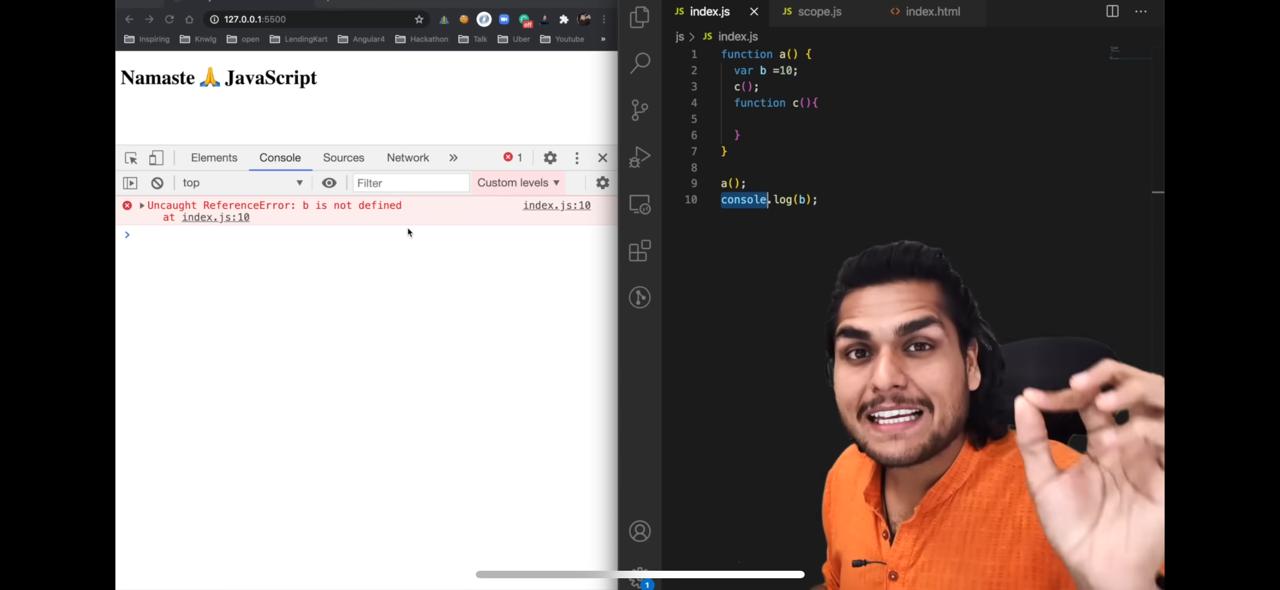 127.0.0.1:5500
Inspiring Knwlg open LendingKart Angular4 Hackathon Talk Uber Youtube »
Namaste 🙏 JavaScript
Elements Console Sources Network » 1
top Filter Custom levels
Uncaught ReferenceError: b is not defined index.js:10
at index.js:10
>
JS index.js JS scope.js <> index.html
js > JS index.js
1 function a() {
2 var b =10;
3 c();
4 function c(){
5
6 }
7 }
8
9 a();
10 console.log(b);
off
1